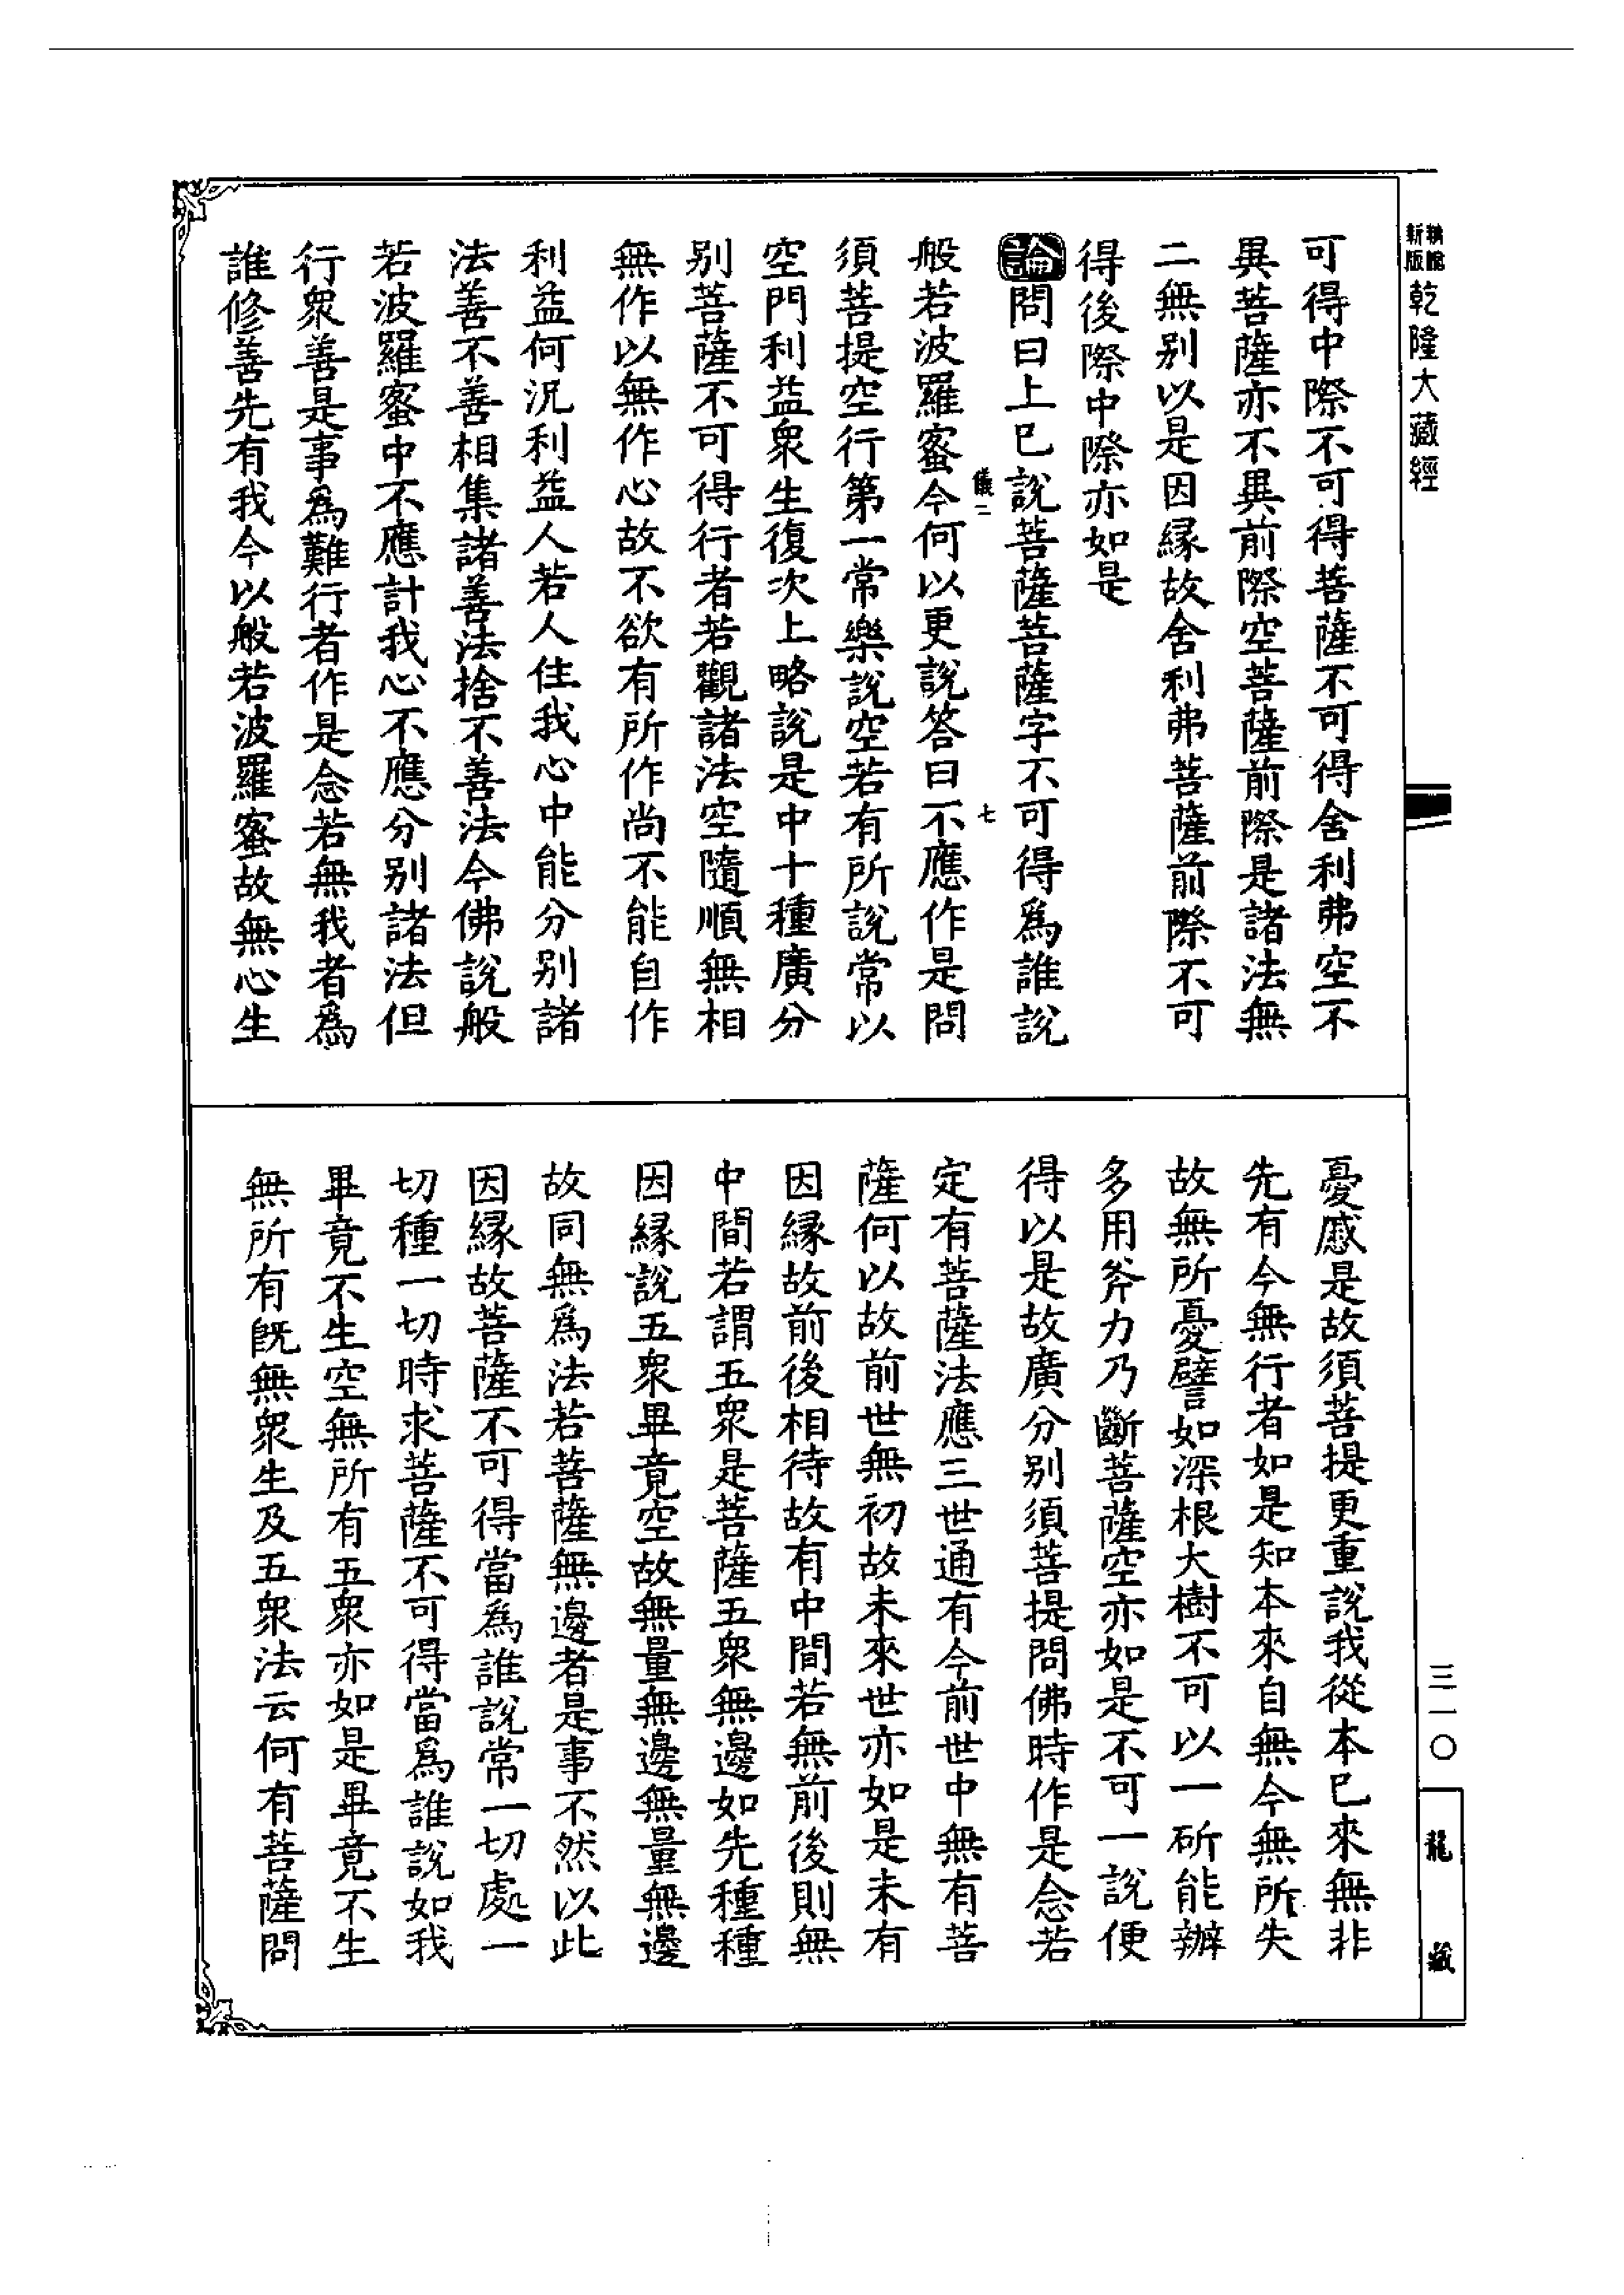 新版
乾隆大藏經
可得中際不可得菩薩不可得舍利弗空不
異菩薩亦不異前際空菩薩前際是諸法無
二無別以是因緣故舍利弗菩薩前際不可
得後際中際亦如是
論問曰上已說菩薩菩薩字不可得為誰說
儀二
七
般若波羅蜜今何以更說答曰不應作是問
須菩提空行第一常樂說空若有所說常以
空門利益眾生復次上略說是中十種廣分
別菩薩不可得行者若觀諸法空隨順無相
無作以無作心故不欲有所作尚不能自作
利益何況利益人若人住我心中能分別諸
法善不善相集諸善法捨不善法今佛說般
若波羅蜜中不應計我心不應分別諸法但
行眾善是事為難行者作是念若無我者為
誰修善先有我今以般若波羅蜜故無心生
憂慼是故須菩提更重說我從本已來無非
先有今無行者如是知本來自無今無所失
故無所憂譬如深根大樹不可以一斫能辦
多用斧力乃斷菩薩空亦如是不可一說便
得以是故廣分別須菩提問佛時作是念若
定有菩薩法應三世通有今前世中無有菩
薩何以故前世無初故未來世亦如是未有
因緣故前後相待故有中間若無前後則無
中間若謂五眾是菩薩五眾無邊如先種種
因緣說五眾畢竟空故無量無邊無量無邊
故同無為法若菩薩無邊者是事不然以此
因緣故菩薩不可得當為誰說常一切處一
切種一切時求菩薩不可得當為誰說如我
畢竟不生空無所有五眾亦如是畢竟不生
無所有既無眾生及五眾法云何有菩薩問
三一〇
龍藏